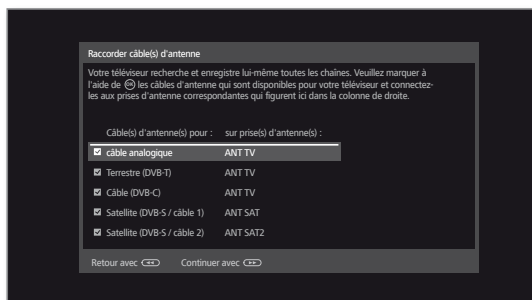 Raccorder câble(s) d'antenne
Votre téléviseur recherche et enregistre lui-même toutes les chaînes. Veuillez marquer à
l'aide de OK les câbles d'antenne qui sont disponibles pour votre téléviseur et connectez-
les aux prises d'antenne correspondantes qui figurent ici dans la colonne de droite.
Câble(s) d'antenne(s) pour : sur prise(s) d'antenne(s) :
câble analogique ANT TV
Terrestre (DVB-T) ANT TV
Câble (DVB-C) ANT TV
Satellite (DVB-S / câble 1) ANT SAT
Satellite (DVB-S / câble 2) ANT SAT2
Retour avec Continuer avec